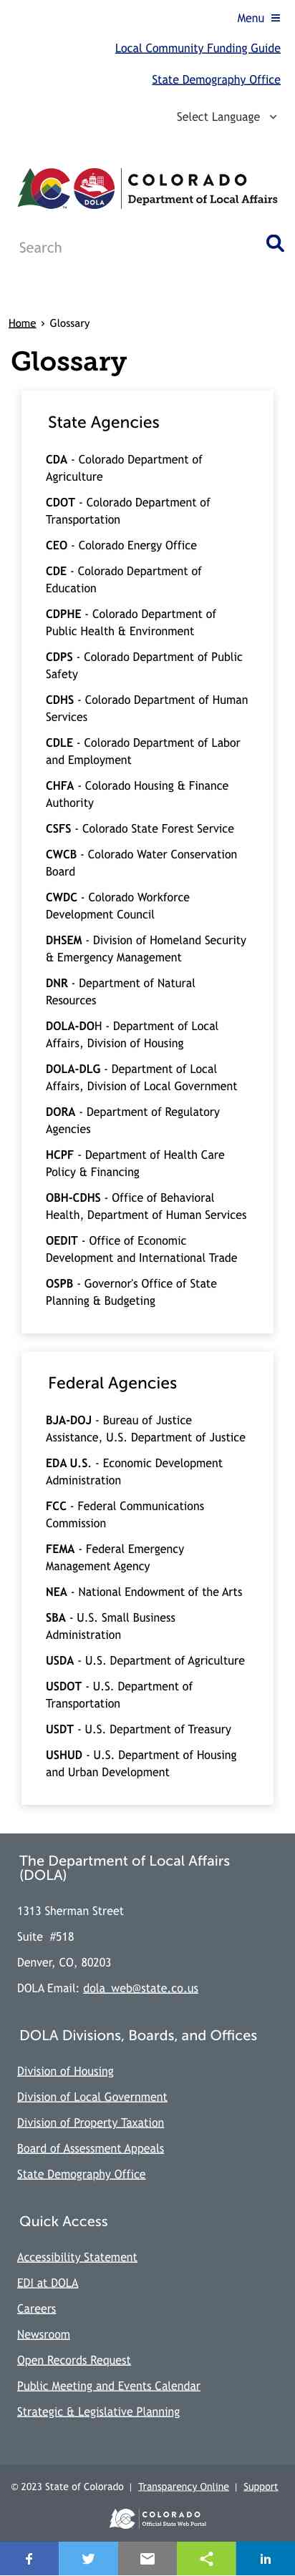 Menu
Local Community Funding Guide
State Demography Office
Select Language
COLORADO
Department of Local Affairs
DOLA
Search
Home > Glossary
Glossary
State Agencies
CDA - Colorado Department of
Agriculture
CDOT - Colorado Department of
Transportation
CEO - Colorado Energy Office
CDE - Colorado Department of
Education
CDPHE - Colorado Department of
Public Health & Environment
CDPS - Colorado Department of Public
Safety
CDHS - Colorado Department of Human
Services
CDLE - Colorado Department of Labor
and Employment
CHFA - Colorado Housing & Finance
Authority
CSFS - Colorado State Forest Service
CWCB - Colorado Water Conservation
Board
CWDC - Colorado Workforce
Development Council
DHSEM - Division of Homeland Security
& Emergency Management
DNR - Department of Natural
Resources
DOLA-DOH - Department of Local
Affairs, Division of Housing
DOLA-DLG - Department of Local
Affairs, Division of Local Government
DORA - Department of Regulatory
Agencies
HCPF - Department of Health Care
Policy & Financing
OBH-CDHS - Office of Behavioral
Health, Department of Human Services
OEDIT - Office of Economic
Development and International Trade
OSPB - Governor's Office of State
Planning & Budgeting
Federal Agencies
BJA-DOJ - Bureau of Justice
Assistance, U.S. Department of Justice
EDA U.S. - Economic Development
Administration
FCC - Federal Communications
Commission
FEMA - Federal Emergency
Management Agency
NEA - National Endowment of the Arts
SBA - U.S. Small Business
Administration
USDA - U.S. Department of Agriculture
USDOT - U.S. Department of
Transportation
USDT - U.S. Department of Treasury
USHUD - U.S. Department of Housing
and Urban Development
The Department of Local Affairs
(DOLA)
1313 Sherman Street
Suite #518
Denver, CO, 80203
DOLA Email: dola_web@state.co.us
DOLA Divisions, Boards, and Offices
Division of Housing
Division of Local Government
Division of Property Taxation
Board of Assessment Appeals
State Demography Office
Quick Access
Accessibility Statement
EDI at DOLA
Careers
Newsroom
Open Records Request
Public Meeting and Events Calendar
Strategic & Legislative Planning
© 2023 State of Colorado | Transparency Online | Support
COLORADO
Official State Web Portal